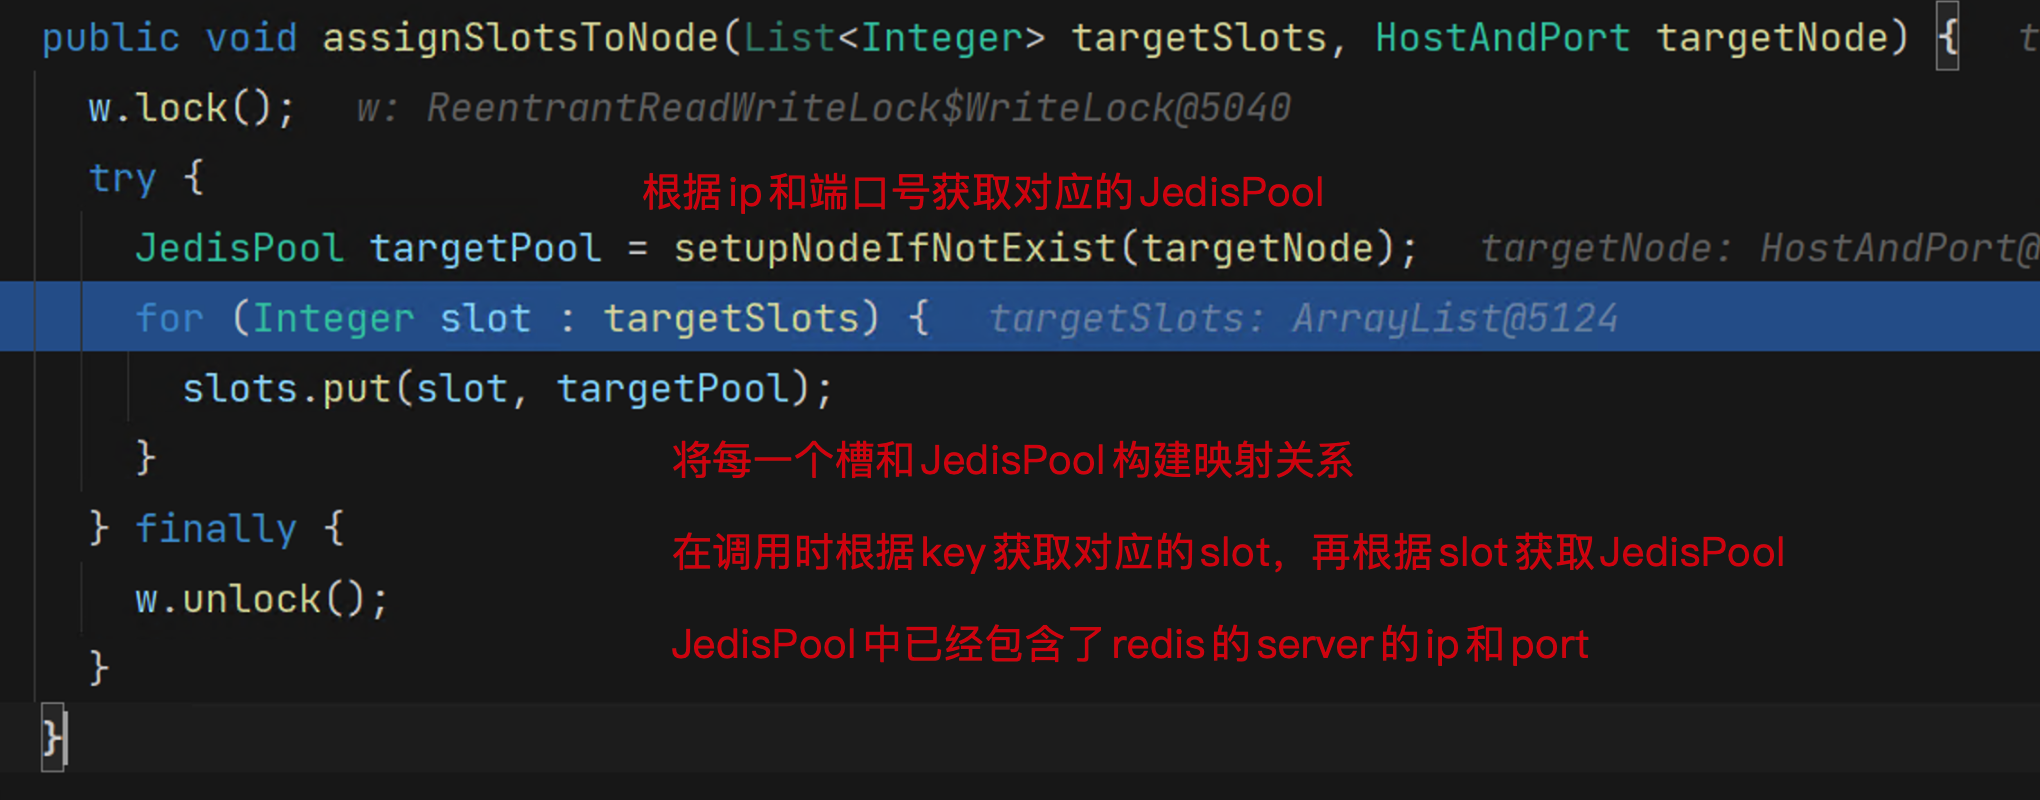 public void assignSlotsToNode(List<Integer> targetSlots, HostAndPort targetNode) { t
w.lock(); w: ReentrantReadWriteLock$WriteLock@5040
try {
根据ip和端口号获取对应的JedisPool
JedisPool targetPool = setupNodeIfNotExist(targetNode); targetNode: HostAndPort@
for (Integer slot : targetSlots) { targetSlots: ArrayList@5124
slots.put(slot, targetPool);
}
将每一个槽和JedisPool构建映射关系
} finally {
在调用时根据key获取对应的slot，再根据slot获取JedisPool
w.unlock();
JedisPool中已经包含了redis的server的ip和port
}
}